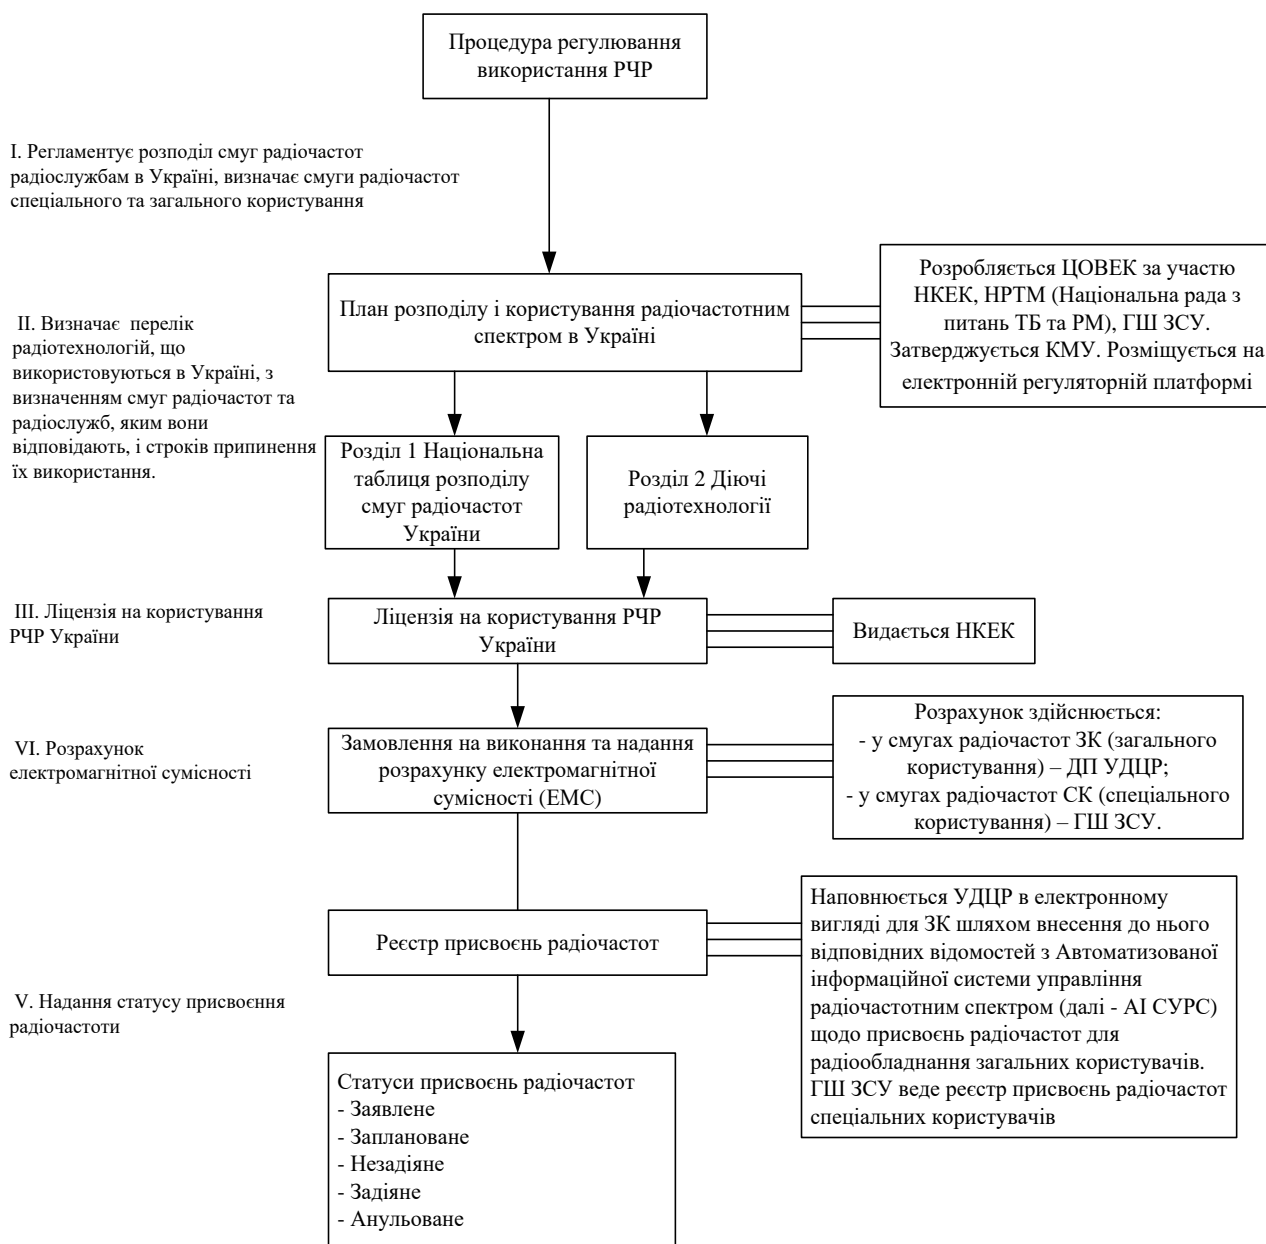 Процедура регулювання
використання РЧР
I. Регламентує розподіл смуг радіочастот
радіослужбам в Україні, визначає смуги радіочастот
спеціального та загального користування
План розподілу і користування радіочастотним
спектром в Україні
Розробляється ЦОВЕК за участю
НКЕК, НРТМ (Національна рада з
питань ТБ та РМ), ГШ ЗСУ.
Затверджується КМУ. Розміщується на
електронній регуляторній платформі
II. Визначає перелік
радіотехнологій, що
використовуються в Україні, з
визначенням смуг радіочастот та
радіослужб, яким вони
відповідають, і строків припинення
їх використання.
Розділ 1 Національна
таблиця розподілу
смуг радіочастот
України
Розділ 2 Діючі
радіотехнології
III. Ліцензія на користування
РЧР України
Ліцензія на користування РЧР
України
Видається НКЕК
VI. Розрахунок
електромагнітної сумісності
Замовлення на виконання та надання
розрахунку електромагнітної
сумісності (ЕМС)
Розрахунок здійснюється:
- у смугах радіочастот ЗК (загального
користування) – ДП УДЦР;
- у смугах радіочастот СК (спеціального
користування) – ГШ ЗСУ.
Реєстр присвоєнь радіочастот
Наповнюється УДЦР в електронному
вигляді для ЗК шляхом внесення до нього
відповідних відомостей з Автоматизованої
інформаційної системи управління
радіочастотним спектром (далі - АІ СУРС)
щодо присвоєнь радіочастот для
радіообладнання загальних користувачів.
ГШ ЗСУ веде реєстр присвоєнь радіочастот
спеціальних користувачів
V. Надання статусу присвоєння
радіочастоти
Статуси присвоєнь радіочастот
- Заявлене
- Заплановане
- Незадіяне
- Задіяне
- Анульоване